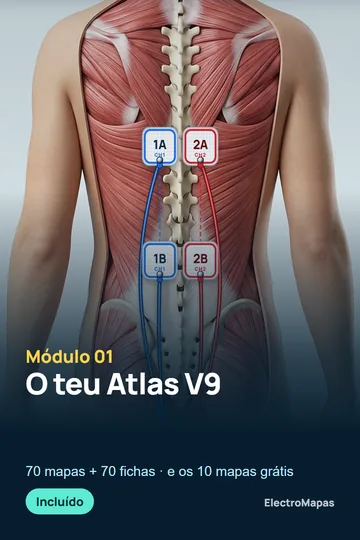 1A 2A
CH1 CH2
1B 2B
CH1 CH2
Módulo 01
O teu Atlas V9
70 mapas + 70 fichas · e os 10 mapas grátis
Incluído
ElectroMapas